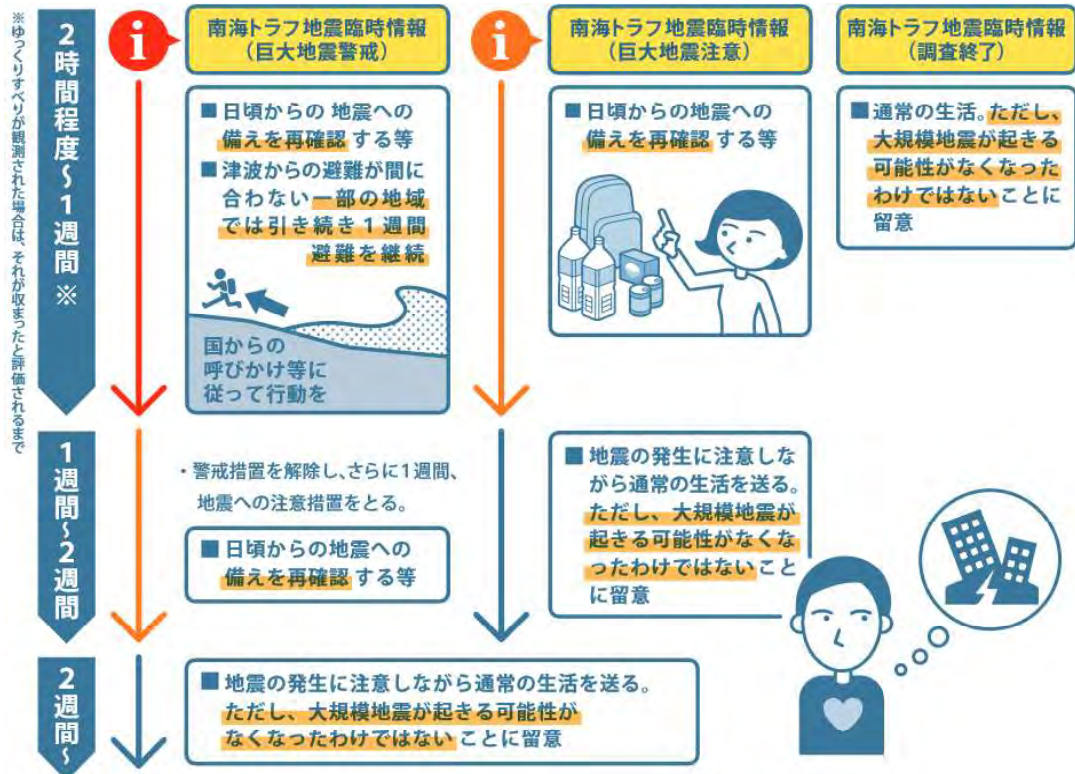 ※ゆっくりすべりが観測された場合は、それが収まったと評価されるまで
2時間程度~1週間※
i
南海トラフ地震臨時情報
(巨大地震警戒)
■日頃からの 地震への
備えを再確認 する等
■津波からの避難が間に
合わない一部の地域
では引き続き1週間
避難を継続
国からの
呼びかけ等に
従って行動を
i
南海トラフ地震臨時情報
(巨大地震注意)
■日頃からの地震への
備えを再確認 する等
南海トラフ地震臨時情報
(調査終了)
■通常の生活。ただし、
大規模地震が起きる
可能性がなくなった
わけではないことに
留意
1週間~2週間
・警戒措置を解除し、さらに1週間、
地震への注意措置をとる。
■日頃からの地震への
備えを再確認 する等
■地震の発生に注意しな
がら通常の生活を送る。
ただし、大規模地震が
起きる可能性がなくな
ったわけではないこと
に留意
2週間~
■地震の発生に注意しながら通常の生活を送る。
ただし、大規模地震が起きる可能性が
なくなったわけではない ことに留意